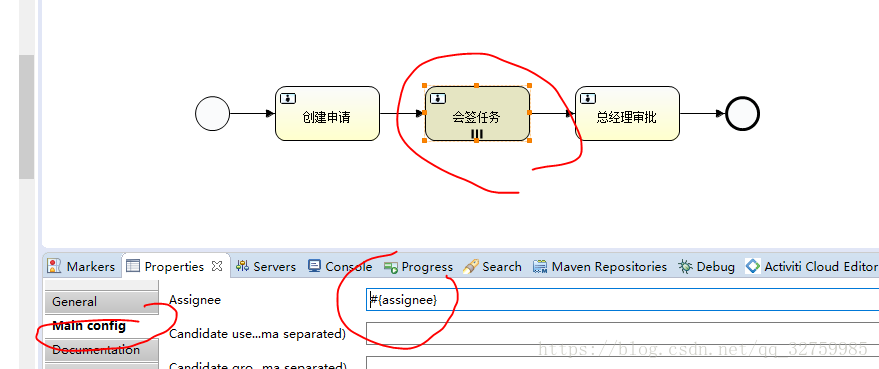 创建申请
会签任务
总经理审批
Markers
Properties
Servers
Console
Progress
Search
Maven Repositories
Debug
Activiti Cloud Editor
General
Assignee
#{assignee}
Main config
Candidate use...ma separated)
Documentation
Candidate gro...ma separated)
https://blog.csdn.net/qq_32759985